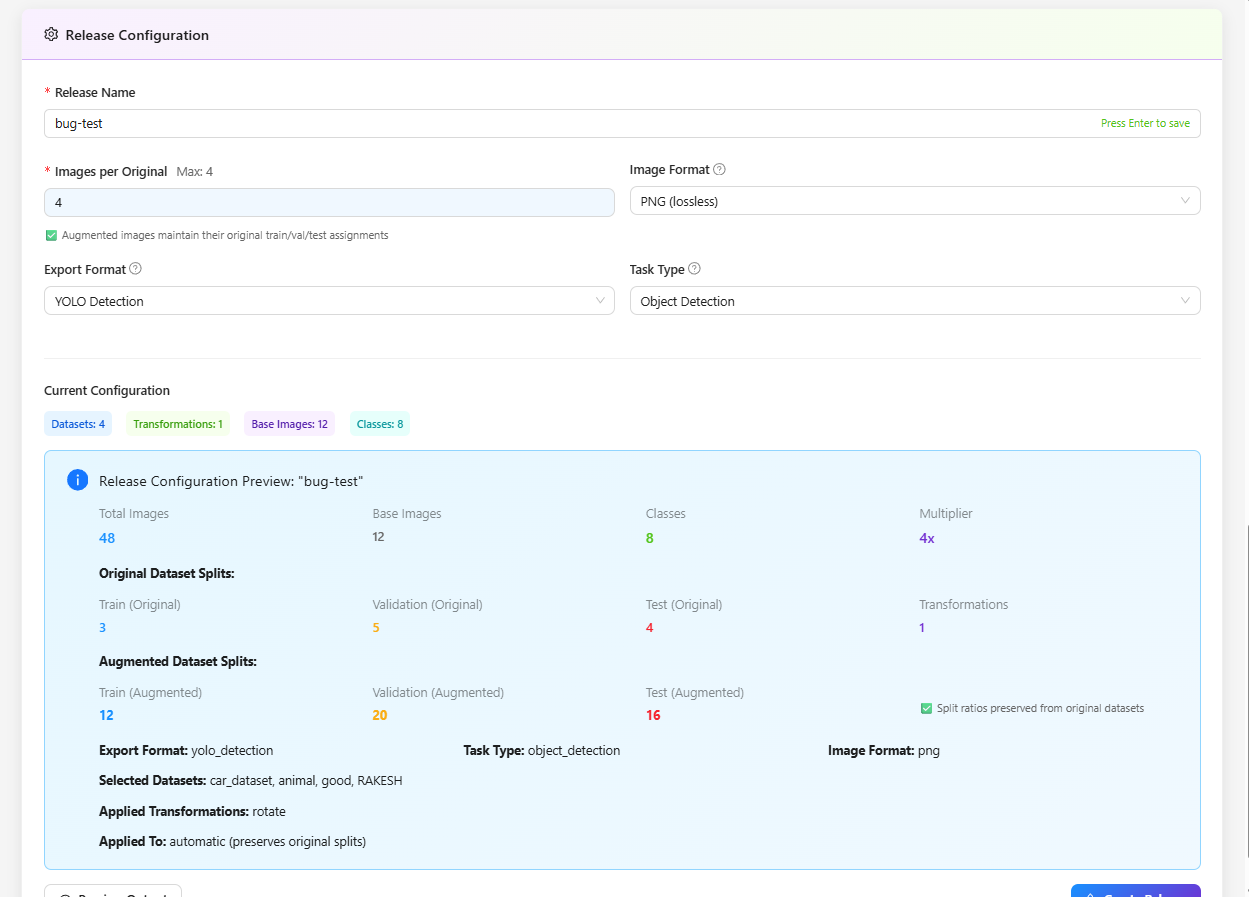 Release Configuration
* Release Name
bug-test Press Enter to save
* Images per Original Max: 4
Image Format
4
PNG (lossless)
Augmented images maintain their original train/val/test assignments
Export Format Task Type
YOLO Detection Object Detection
Current Configuration
Datasets: 4 Transformations: 1 Base Images: 12 Classes: 8
Release Configuration Preview: "bug-test"
Total Images Base Images Classes Multiplier
48 12 8 4x
Original Dataset Splits:
Train (Original) Validation (Original) Test (Original) Transformations
3 5 4 1
Augmented Dataset Splits:
Train (Augmented) Validation (Augmented) Test (Augmented)
12 20 16 Split ratios preserved from original datasets
Export Format: yolo_detection Task Type: object_detection Image Format: png
Selected Datasets: car_dataset, animal, good, RAKESH
Applied Transformations: rotate
Applied To: automatic (preserves original splits)